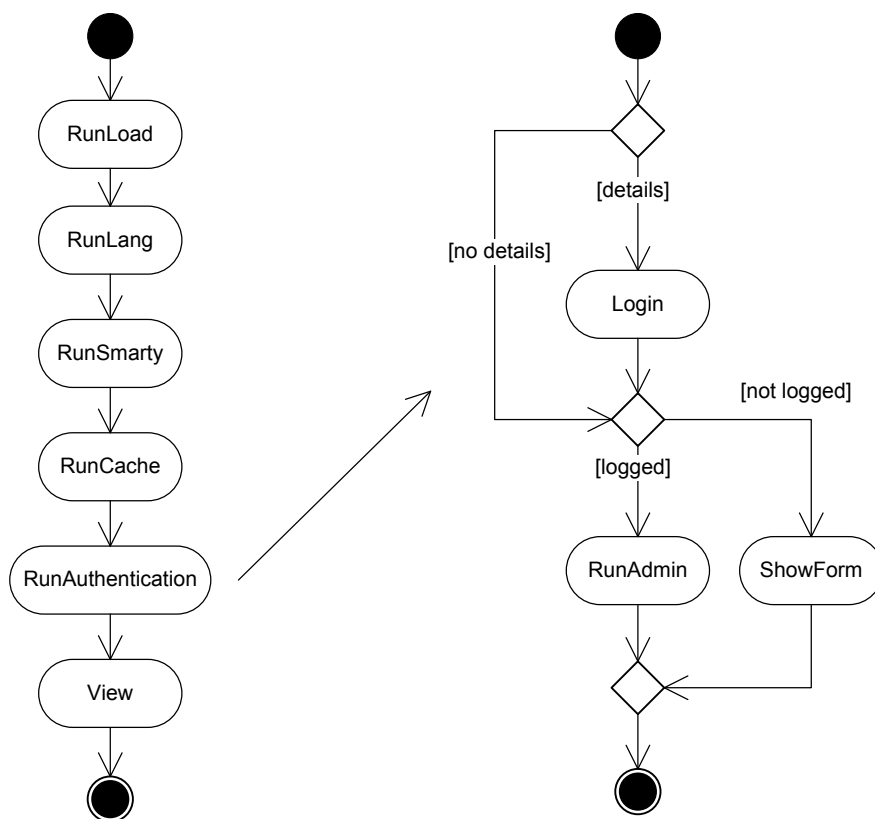 RunLoad
RunLang
RunSmarty
RunCache
RunAuthentication
View
[details]
[no details]
Login
[not logged]
[logged]
RunAdmin
ShowForm